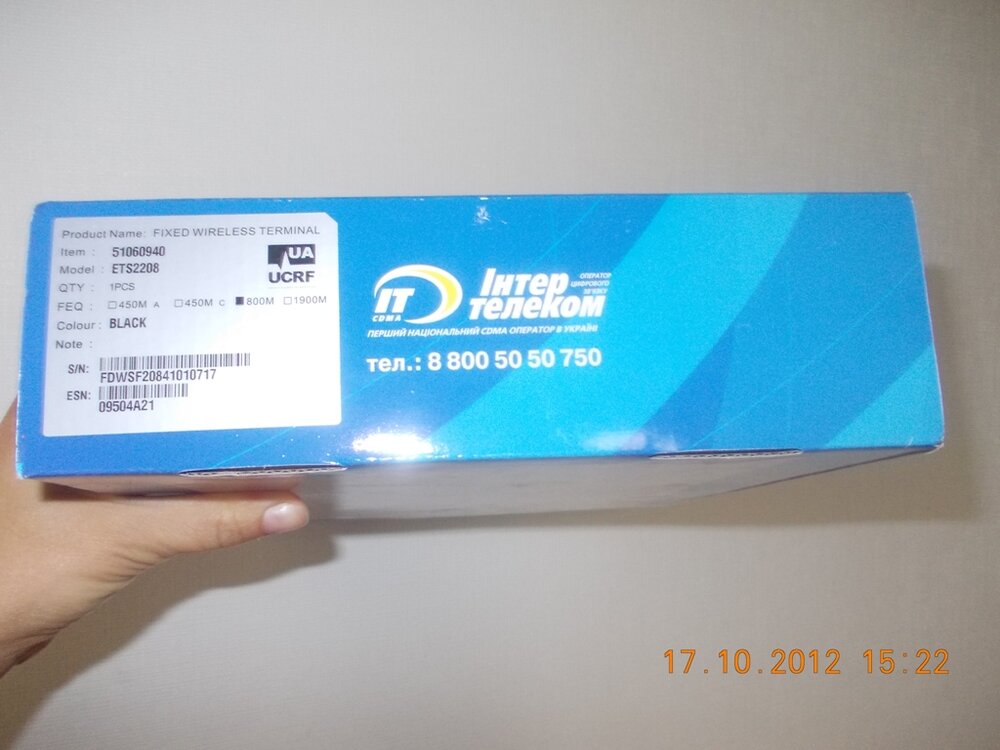 Product Name: FIXED WIRELESS TERMINAL
Item : 51060940
Model : ETS2208
QTY : 1PCS
FEQ : □450M A □450M C ■800M □1900M
Colour : BLACK
Note :
S/N:
FDWSF20841010717
ESN:
09504A21
UA
UCRF
IT
CDMA
Інтер
телеком
ОПЕРАТОР
ЦИФРОВОГО
ЗВ'ЯЗКУ
ПЕРШИЙ НАЦІОНАЛЬНИЙ CDMA ОПЕРАТОР В УКРАЇНІ
тел.: 8 800 50 50 750
17.10.2012 15:22